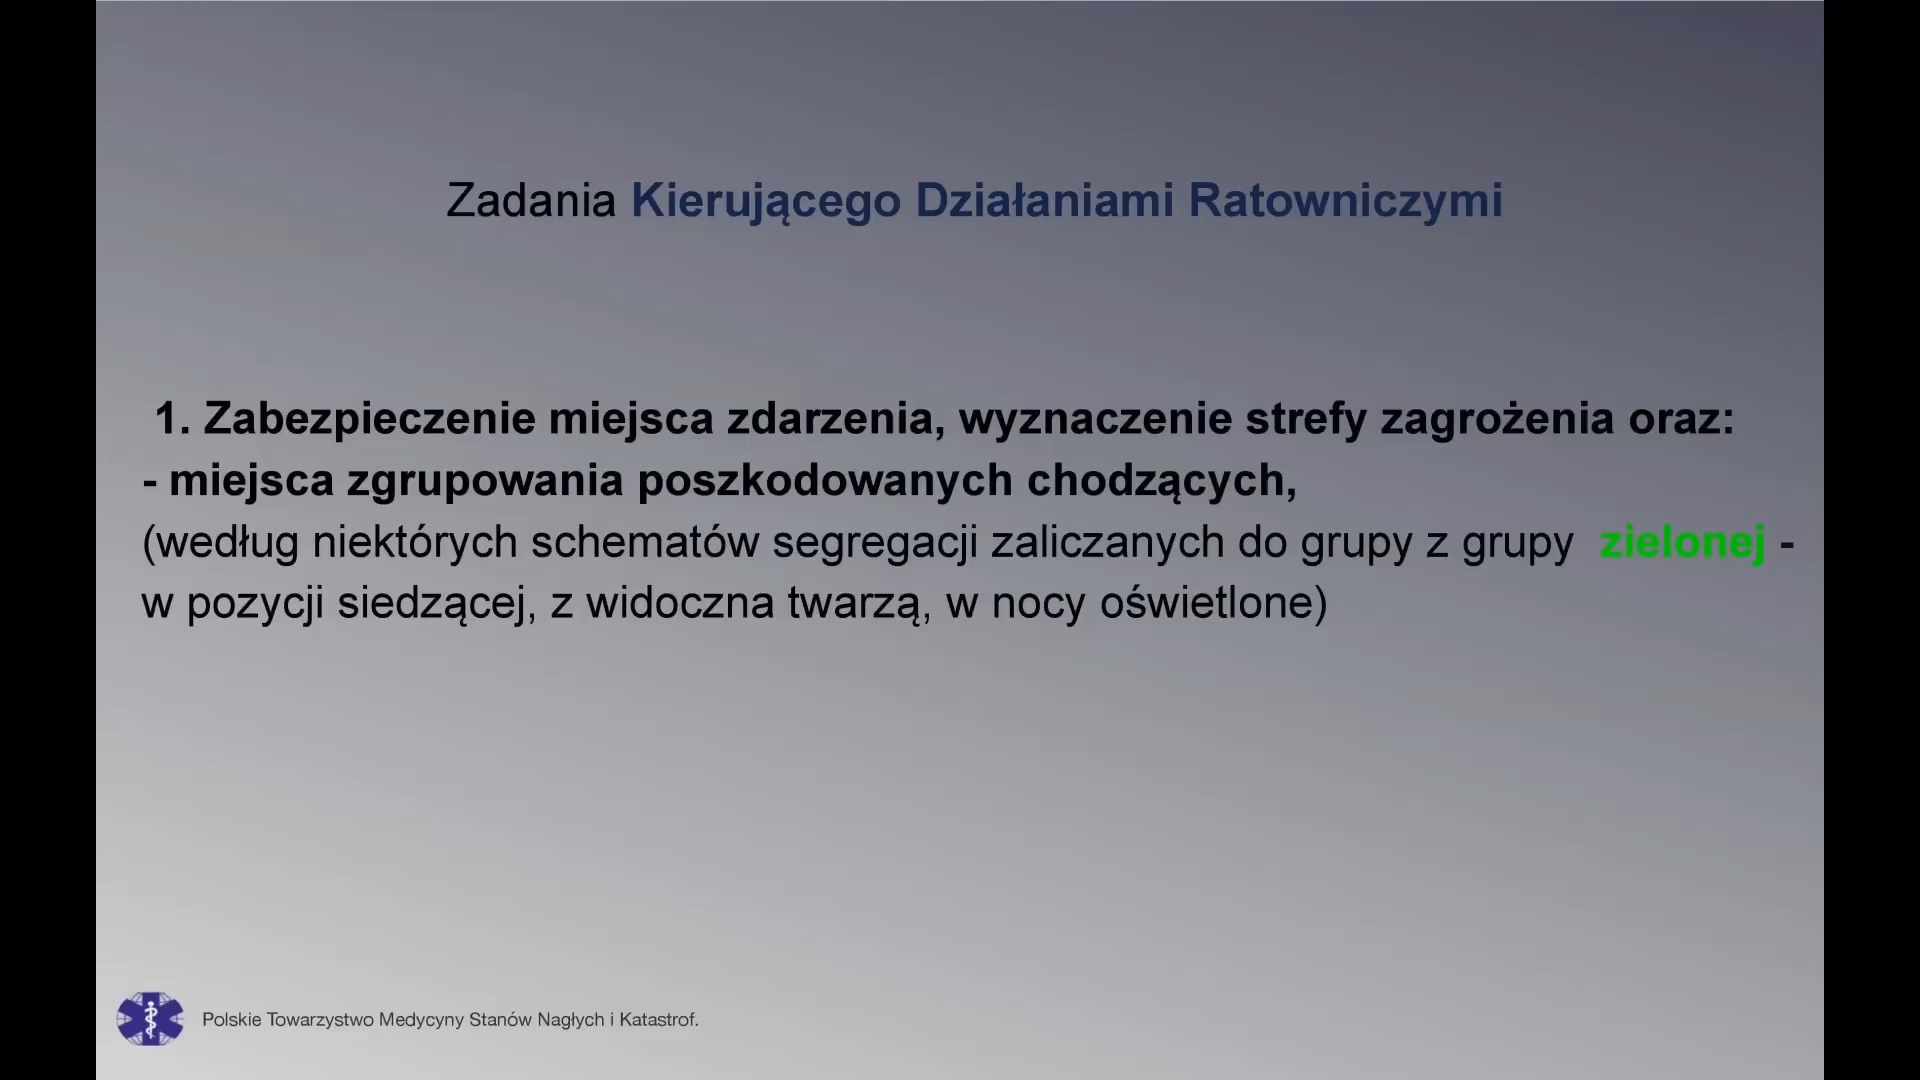 Zadania Kierującego Działaniami Ratowniczymi
1. Zabezpieczenie miejsca zdarzenia, wyznaczenie strefy zagrożenia oraz:
- miejsca zgrupowania poszkodowanych chodzących,
(według niektórych schematów segregacji zaliczanych do grupy z grupy zielonej -
w pozycji siedzącej, z widoczna twarzą, w nocy oświetlone)
Polskie Towarzystwo Medycyny Stanów Nagłych i Katastrof.